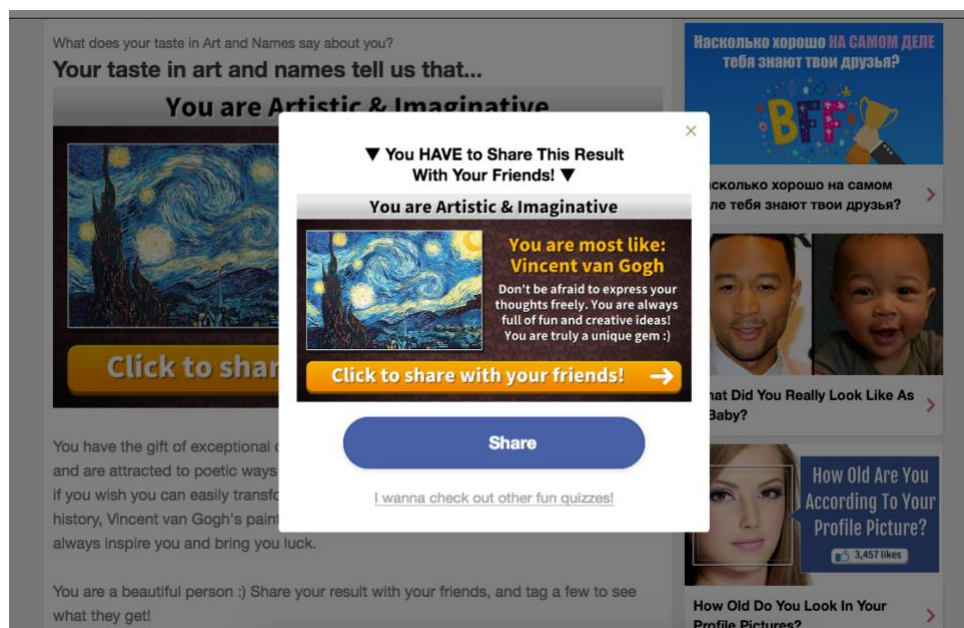 What does your taste in Art and Names say about you?
Your taste in art and names tell us that...
You are Artistic & Imaginative
Click to shar
You have the gift of exceptional
and are attracted to poetic ways
if you wish you can easily transfo
history, Vincent van Gogh's paint
always inspire you and bring you luck.
You are a beautiful person :) Share your result with your friends, and tag a few to see
what they get!
×
▼ You HAVE to Share This Result
With Your Friends! ▼
You are Artistic & Imaginative
You are most like:
Vincent van Gogh
Don't be afraid to express your
thoughts freely. You are always
full of fun and creative ideas!
You are truly a unique gem :)
Click to share with your friends! →
Share
I wanna check out other fun quizzes!
Насколько хорошо НА САМОМ ДЕЛЕ
тебя знают твои друзья?
BFF
сколько хорошо на самом
ле тебя знают твои друзья?
hat Did You Really Look Like As
Baby?
How Old Are You
According To Your
Profile Picture?
3,457 likes
How Old Do You Look In Your
Profile Pictures?